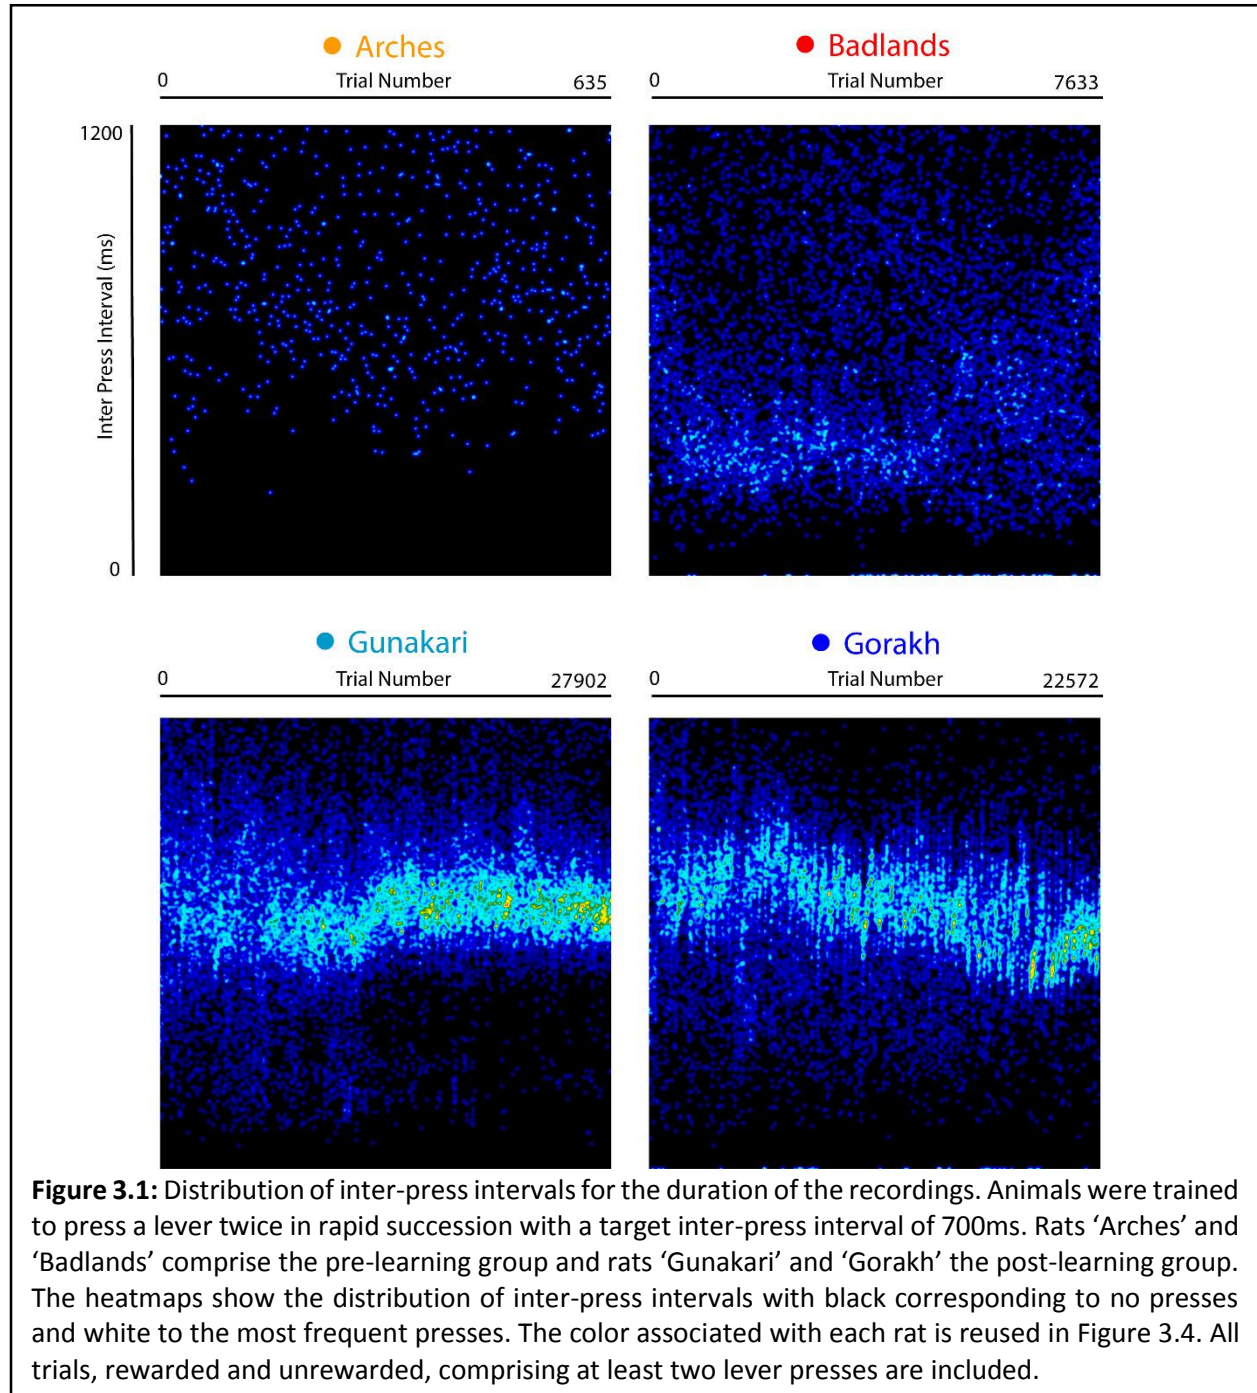 Arches
0 Trial Number 635
Badlands
0 Trial Number 7633
1200
Inter Press Interval (ms)
0
Gunakari
0 Trial Number 27902
Gorakh
0 Trial Number 22572
Figure 3.1: Distribution of inter-press intervals for the duration of the recordings. Animals were trained
to press a lever twice in rapid succession with a target inter-press interval of 700ms. Rats ‘Arches’ and
‘Badlands’ comprise the pre-learning group and rats ‘Gunakari’ and ‘Gorakh’ the post-learning group.
The heatmaps show the distribution of inter-press intervals with black corresponding to no presses
and white to the most frequent presses. The color associated with each rat is reused in Figure 3.4. All
trials, rewarded and unrewarded, comprising at least two lever presses are included.